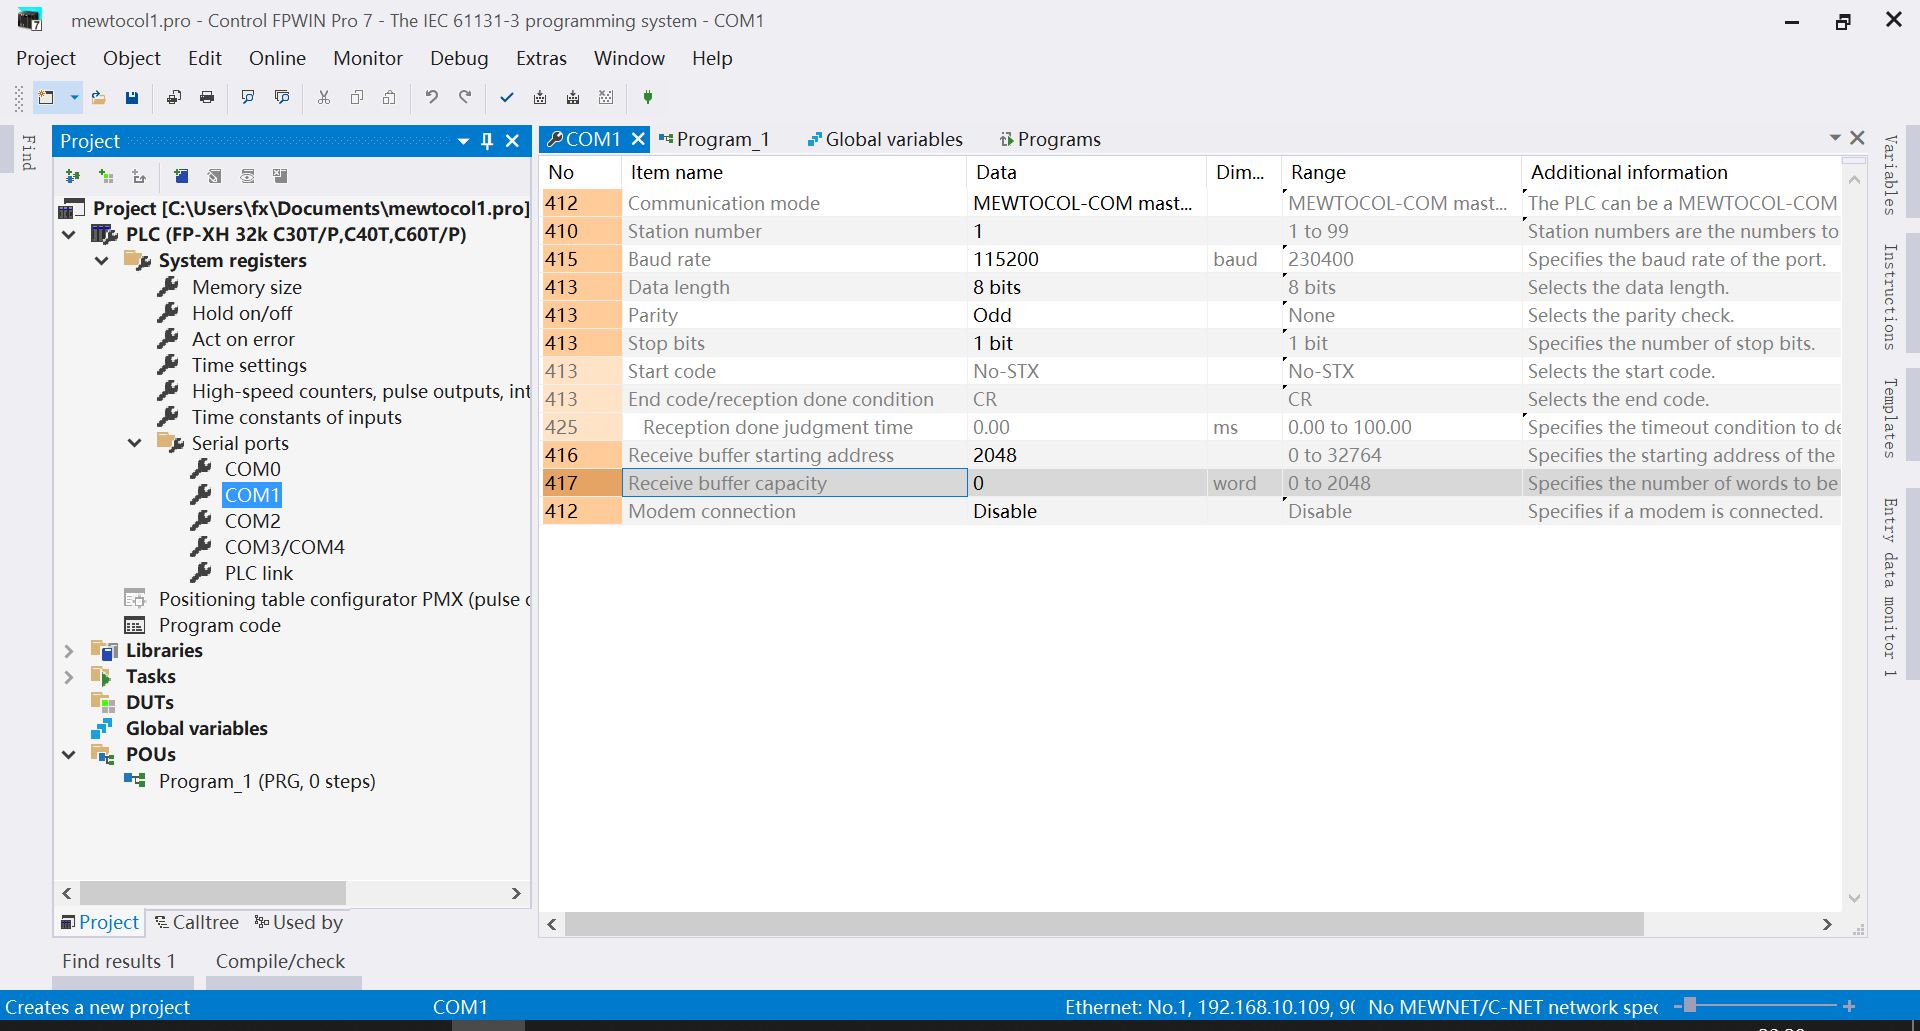 mewtocol1.pro - Control FPWIN Pro 7 - The IEC 61131-3 programming system - COM1
Project Object Edit Online Monitor Debug Extras Window Help
Find
Project
Project [C:\Users\fx\Documents\mewtocol1.pro]
PLC (FP-XH 32k C30T/P,C40T,C60T/P)
System registers
Memory size
Hold on/off
Act on error
Time settings
High-speed counters, pulse outputs, int
Time constants of inputs
Serial ports
COM0
COM1
COM2
COM3/COM4
PLC link
Positioning table configurator PMX (pulse o
Program code
Libraries
Tasks
DUTs
Global variables
POUs
Program_1 (PRG, 0 steps)
Project Calltree Used by
COM1 Program_1 Global variables Programs
No Item name Data Dim... Range Additional information
412 Communication mode MEWTOCOL-COM mast... MEWTOCOL-COM mast... The PLC can be a MEWTOCOL-COM
410 Station number 1 1 to 99 Station numbers are the numbers to
415 Baud rate 115200 baud 230400 Specifies the baud rate of the port.
413 Data length 8 bits 8 bits Selects the data length.
413 Parity Odd None Selects the parity check.
413 Stop bits 1 bit 1 bit Specifies the number of stop bits.
413 Start code No-STX No-STX Selects the start code.
413 End code/reception done condition CR CR Selects the end code.
425 Reception done judgment time 0.00 ms 0.00 to 100.00 Specifies the timeout condition to de
416 Receive buffer starting address 2048 0 to 32764 Specifies the starting address of the
417 Receive buffer capacity 0 word 0 to 2048 Specifies the number of words to be
412 Modem connection Disable Disable Specifies if a modem is connected.
Variables
Instructions
Templates
Entry data monitor 1
Find results 1 Compile/check
Creates a new project COM1 Ethernet: No.1, 192.168.10.109, 9( No MEWNET/C-NET network spec